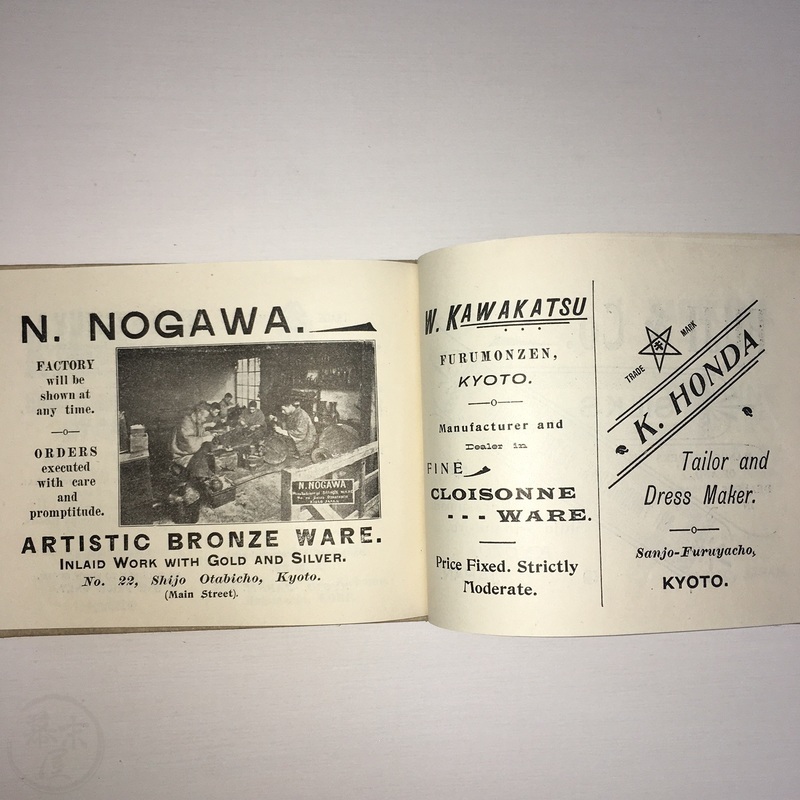 N. NOGAWA.
FACTORY
will be
shown at
any time.
ORDERS
executed
with care
and
promptitude.
N. NOGAWA
ARTISTIC BRONZE WARE.
INLAID WORK WITH GOLD AND SILVER.
No. 22, Shijo Otabicho, Kyoto.
(Main Street).
W. KAWAKATSU
FURUMONZEN,
KYOTO.
Manufacturer and
Dealer in
FINE
CLOISONNE
WARE.
Price Fixed. Strictly
Moderate.
TRADE MARK
K. HONDA
Tailor and
Dress Maker.
Sanjo-Furuyacho,
KYOTO.